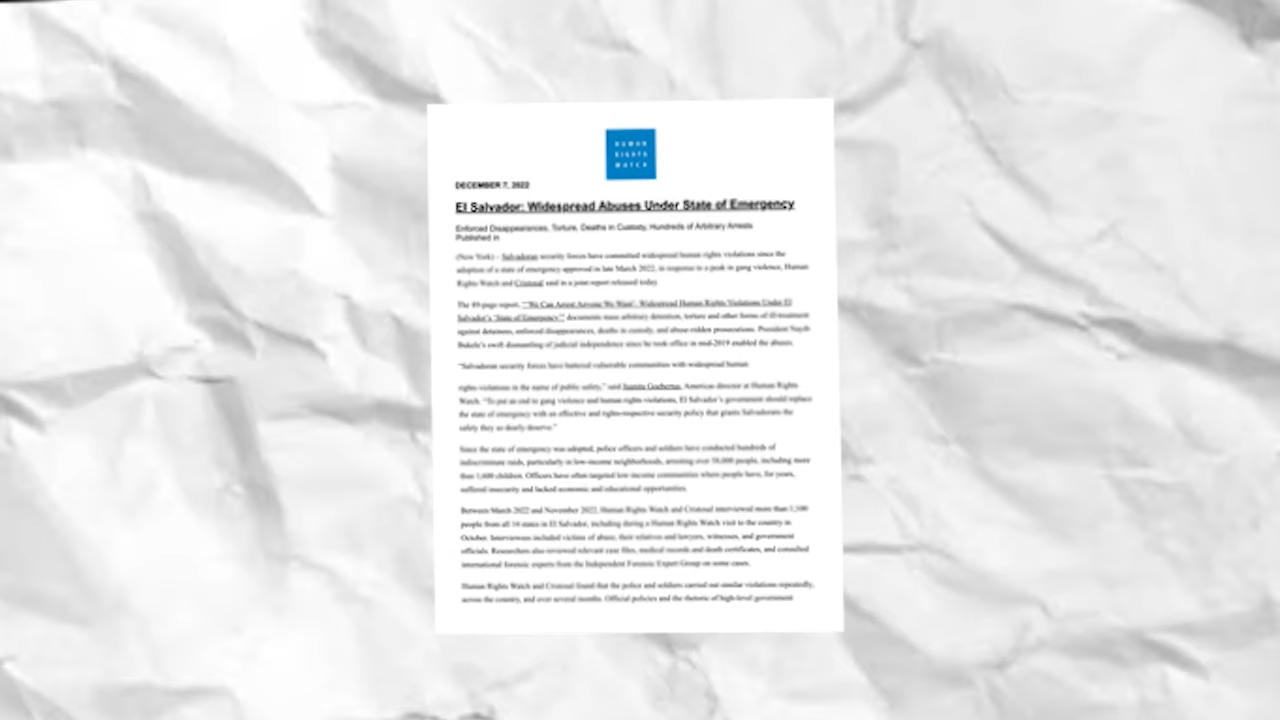 HUMAN
RIGHTS
WATCH
DECEMBER 7, 2022
El Salvador: Widespread Abuses Under State of Emergency
Enforced Disappearances, Torture, Deaths in Custody, Hundreds of Arbitrary Arrests
Published in
(New York) – Salvadoran security forces have committed widespread human rights violations since the
adoption of a state of emergency approved in late March 2022, in response to a peak in gang violence, Human
Rights Watch and Cristosal said in a joint report released today.
The 89-page report, "'We Can Arrest Anyone We Want': Widespread Human Rights Violations Under El
Salvador's 'State of Emergency'" documents mass arbitrary detention, torture and other forms of ill-treatment
against detainees, enforced disappearances, deaths in custody, and abuse-ridden prosecutions. President Nayib
Bukele's swift dismantling of judicial independence since he took office in mid-2019 enabled the abuses.
"Salvadoran security forces have battered vulnerable communities with widespread human
rights violations in the name of public safety," said Juanita Goebertus, Americas director at Human Rights
Watch. "To put an end to gang violence and human rights violations, El Salvador's government should replace
the state of emergency with an effective and rights-respective security policy that grants Salvadorans the
safety they so dearly deserve."
Since the state of emergency was adopted, police officers and soldiers have conducted hundreds of
indiscriminate raids, particularly in low-income neighborhoods, arresting over 58,000 people, including more
than 1,600 children. Officers have often targeted low-income communities where people have, for years,
suffered insecurity and lacked economic and educational opportunities.
Between March 2022 and November 2022, Human Rights Watch and Cristosal interviewed more than 1,100
people from all 14 states in El Salvador, including during a Human Rights Watch visit to the country in
October. Interviewees included victims of abuse, their relatives and lawyers, witnesses, and government
officials. Researchers also reviewed relevant case files, medical records and death certificates, and consulted
international forensic experts from the Independent Forensic Expert Group on some cases.
Human Rights Watch and Cristosal found that the police and soldiers carried out similar violations repeatedly,
across the country, and over several months. Official policies and the rhetoric of high-level government